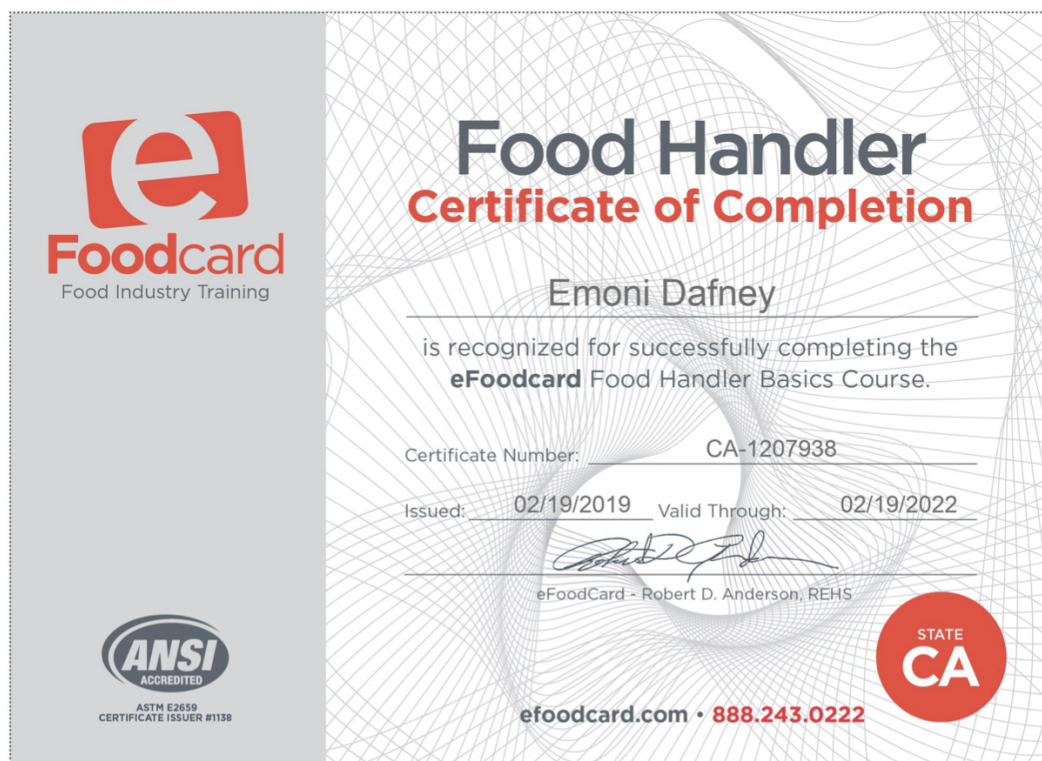 e
Foodcard
Food Industry Training
Food Handler
Certificate of Completion
Emoni Dafney
is recognized for successfully completing the
eFoodcard Food Handler Basics Course.
Certificate Number: CA-1207938
Issued: 02/19/2019 Valid Through: 02/19/2022
eFoodCard - Robert D. Anderson, REHS
ANSI
ACCREDITED
ASTM E2659
CERTIFICATE ISSUER #1138
STATE
CA
efoodcard.com • 888.243.0222